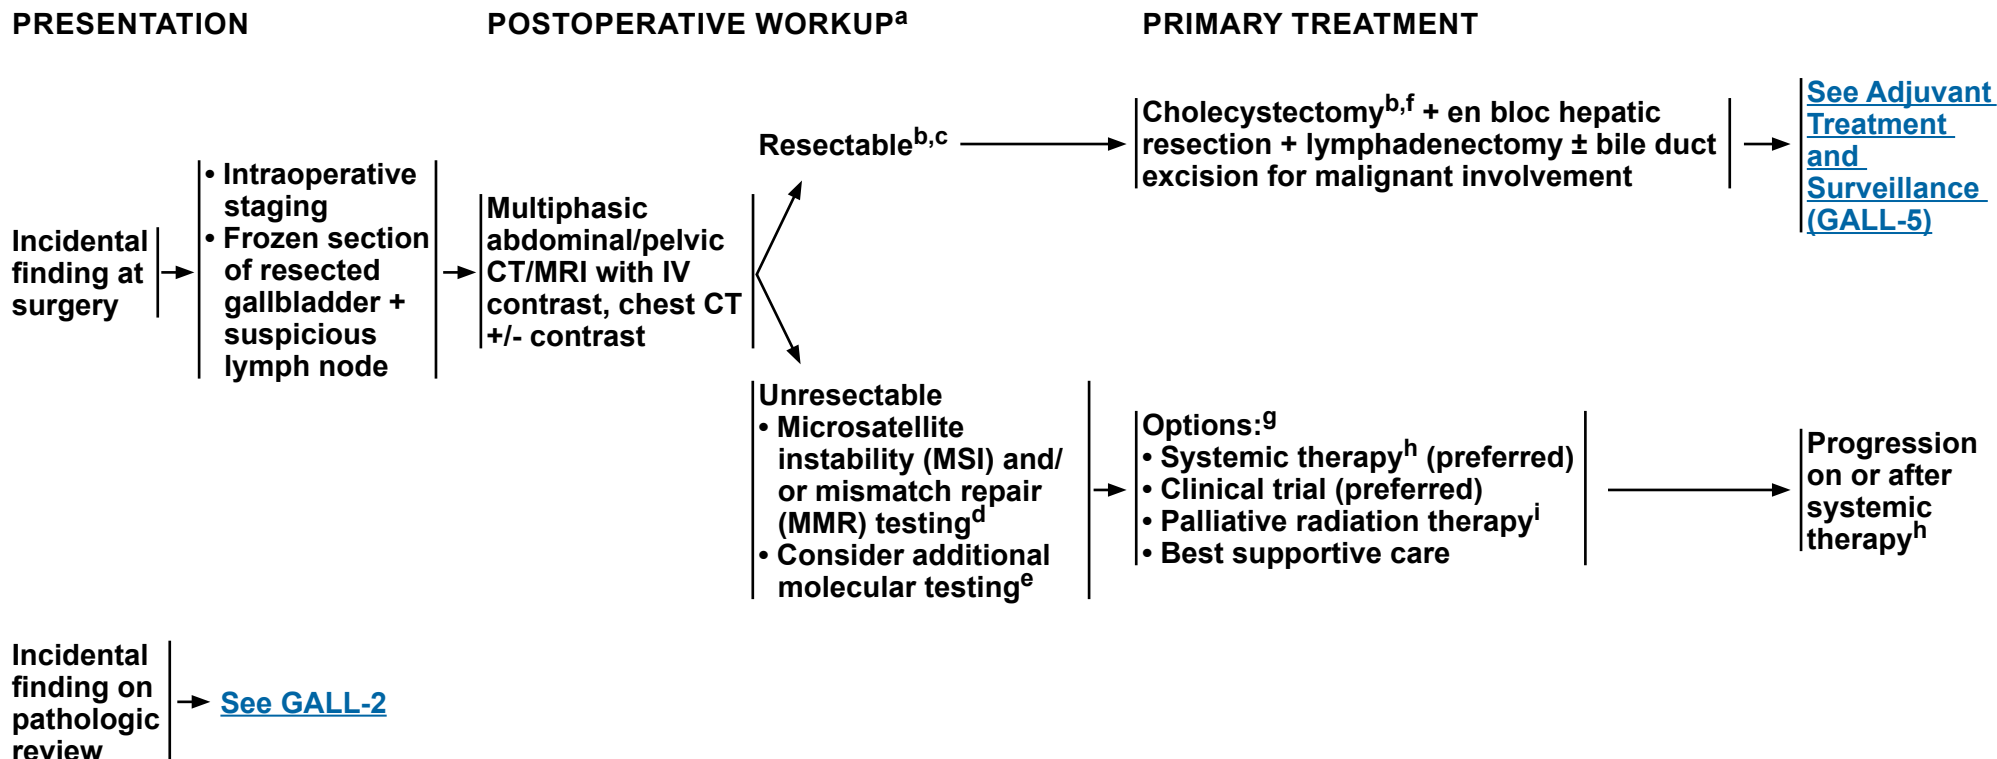 PRESENTATION
POSTOPERATIVE WORKUPa
PRIMARY TREATMENT
Incidental
finding at
surgery
• Intraoperative
staging
• Frozen section
of resected
gallbladder +
suspicious
lymph node
Multiphasic
abdominal/pelvic
CT/MRI with IV
contrast, chest CT
+/- contrast
Resectableb,c
Cholecystectomyb,f + en bloc hepatic
resection + lymphadenectomy ± bile duct
excision for malignant involvement
See Adjuvant
Treatment
and
Surveillance
(GALL-5)
Unresectable
• Microsatellite
instability (MSI) and/
or mismatch repair
(MMR) testingd
• Consider additional
molecular testinge
Options:g
• Systemic therapyh (preferred)
• Clinical trial (preferred)
• Palliative radiation therapyi
• Best supportive care
Progression
on or after
systemic
therapyh
Incidental
finding on
pathologic
review
See GALL-2